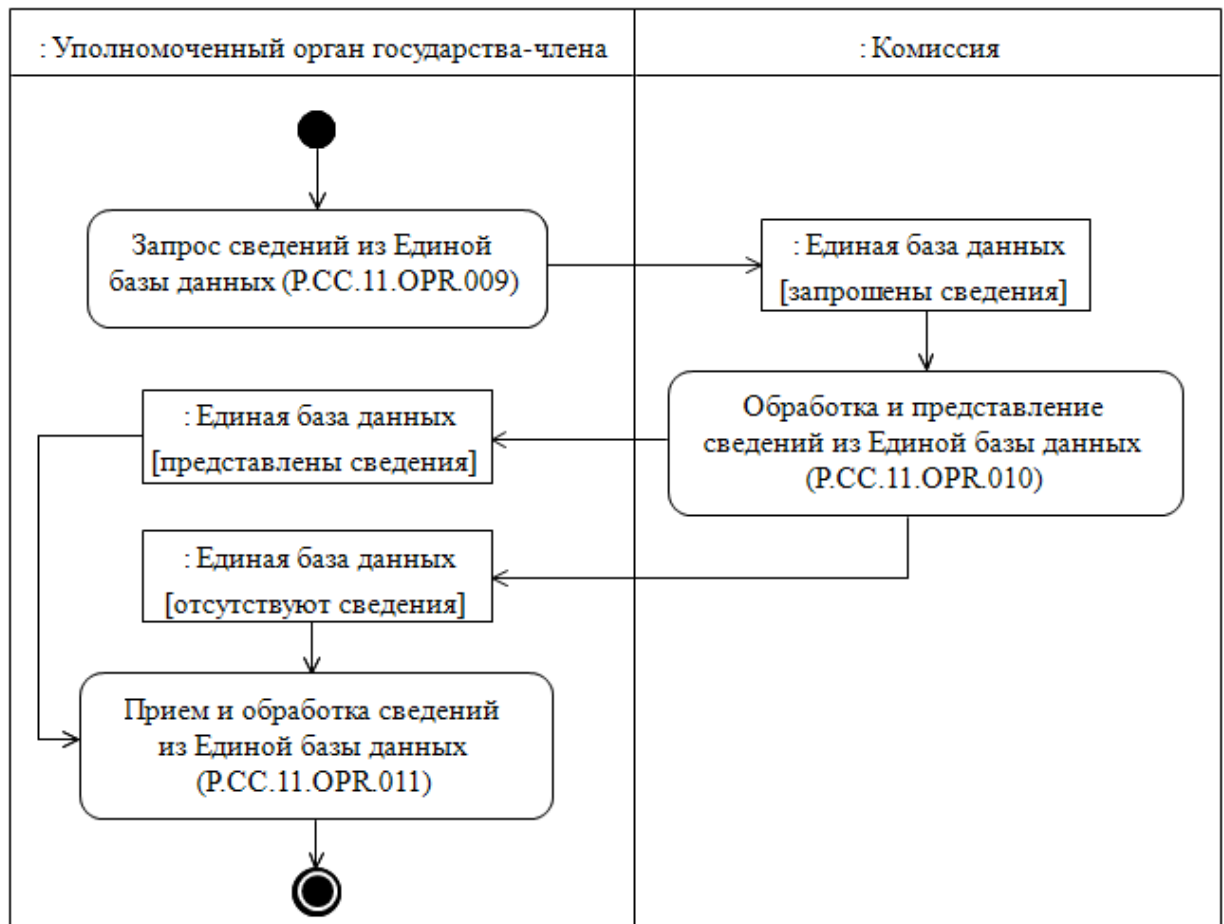 : Уполномоченный орган государства-члена
: Комиссия
Запрос сведений из Единой
базы данных (P.CC.11.OPR.009)
: Единая база данных
[запрошены сведения]
: Единая база данных
[представлены сведения]
Обработка и представление
сведений из Единой базы данных
(P.CC.11.OPR.010)
: Единая база данных
[отсутствуют сведения]
Прием и обработка сведений
из Единой базы данных
(P.CC.11.OPR.011)